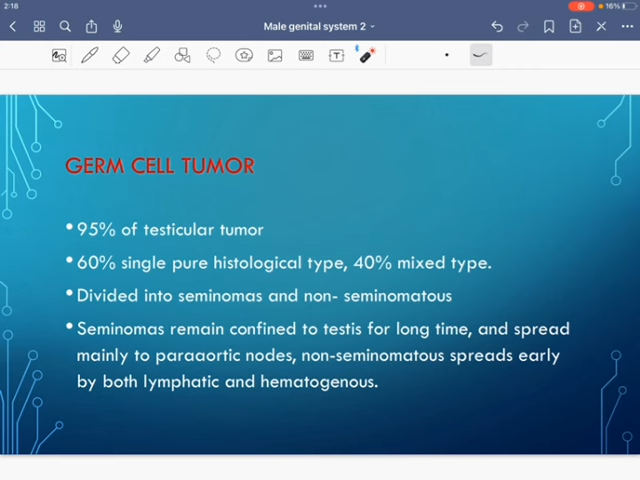 2:18
16%
Male genital system 2
T
GERM CELL TUMOR
• 95% of testicular tumor
• 60% single pure histological type, 40% mixed type.
• Divided into seminomas and non- seminomatous
• Seminomas remain confined to testis for long time, and spread
mainly to paraaortic nodes, non-seminomatous spreads early
by both lymphatic and hematogenous.